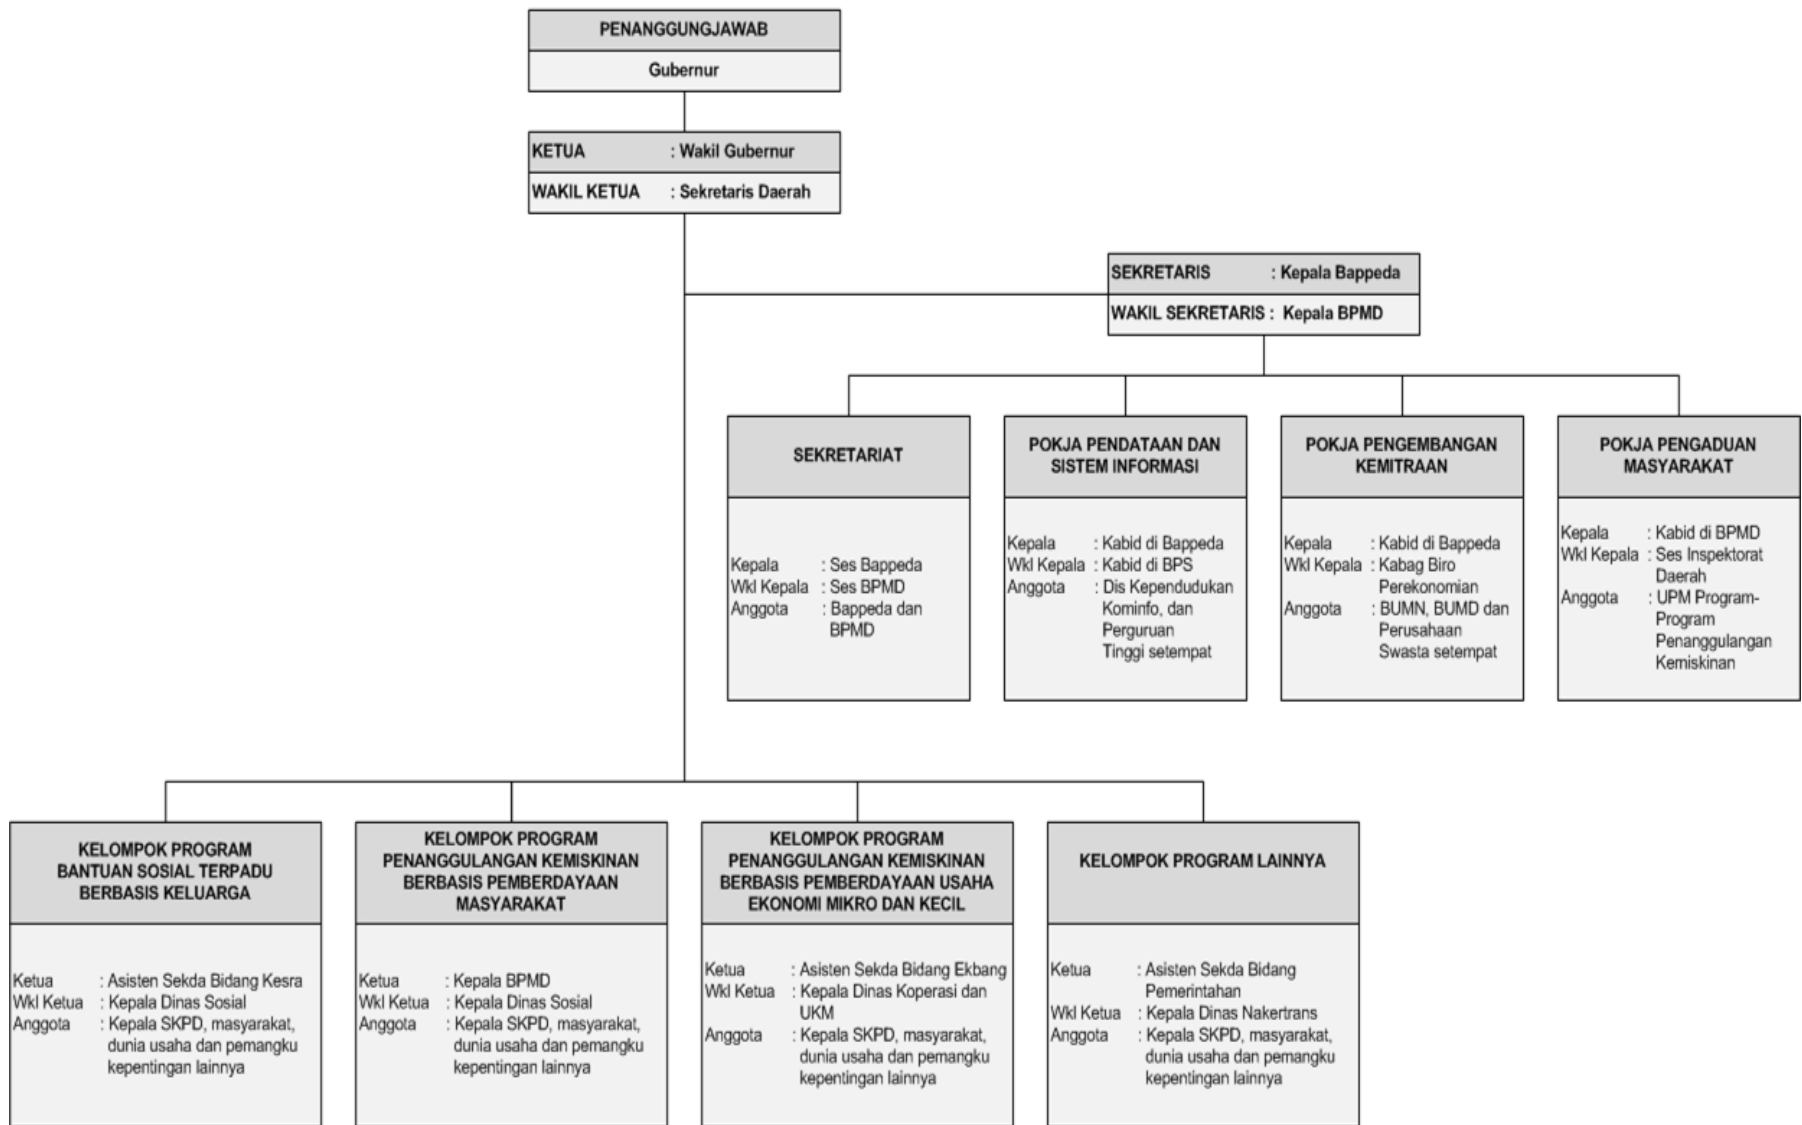 PENANGGUNGJAWAB
Gubernur
KETUA : Wakil Gubernur
WAKIL KETUA : Sekretaris Daerah
SEKRETARIS : Kepala Bappeda
WAKIL SEKRETARIS : Kepala BPMD
SEKRETARIAT
Kepala : Ses Bappeda
Wkl Kepala : Ses BPMD
Anggota : Bappeda dan
BPMD
POKJA PENDATAAN DAN
SISTEM INFORMASI
Kepala : Kabid di Bappeda
Wkl Kepala : Kabid di BPS
Anggota : Dis Kependudukan
Kominfo, dan
Perguruan
Tinggi setempat
POKJA PENGEMBANGAN
KEMITRAAN
Kepala : Kabid di Bappeda
Wkl Kepala : Kabag Biro
Perekonomian
Anggota : BUMN, BUMD dan
Perusahaan
Swasta setempat
POKJA PENGADUAN
MASYARAKAT
Kepala : Kabid di BPMD
Wkl Kepala : Ses Inspektorat
Daerah
Anggota : UPM Program-
Program
Penanggulangan
Kemiskinan
KELOMPOK PROGRAM
BANTUAN SOSIAL TERPADU
BERBASIS KELUARGA
Ketua : Asisten Sekda Bidang Kesra
Wkl Ketua : Kepala Dinas Sosial
Anggota : Kepala SKPD, masyarakat,
dunia usaha dan pemangku
kepentingan lainnya
KELOMPOK PROGRAM
PENANGGULANGAN KEMISKINAN
BERBASIS PEMBERDAYAAN
MASYARAKAT
Ketua : Kepala BPMD
Wkl Ketua : Kepala Dinas Sosial
Anggota : Kepala SKPD, masyarakat,
dunia usaha dan pemangku
kepentingan lainnya
KELOMPOK PROGRAM
PENANGGULANGAN KEMISKINAN
BERBASIS PEMBERDAYAAN USAHA
EKONOMI MIKRO DAN KECIL
Ketua : Asisten Sekda Bidang Ekbang
Wkl Ketua : Kepala Dinas Koperasi dan
UKM
Anggota : Kepala SKPD, masyarakat,
dunia usaha dan pemangku
kepentingan lainnya
KELOMPOK PROGRAM LAINNYA
Ketua : Asisten Sekda Bidang
Pemerintahan
Wkl Ketua : Kepala Dinas Nakertrans
Anggota : Kepala SKPD, masyarakat,
dunia usaha dan pemangku
kepentingan lainnya